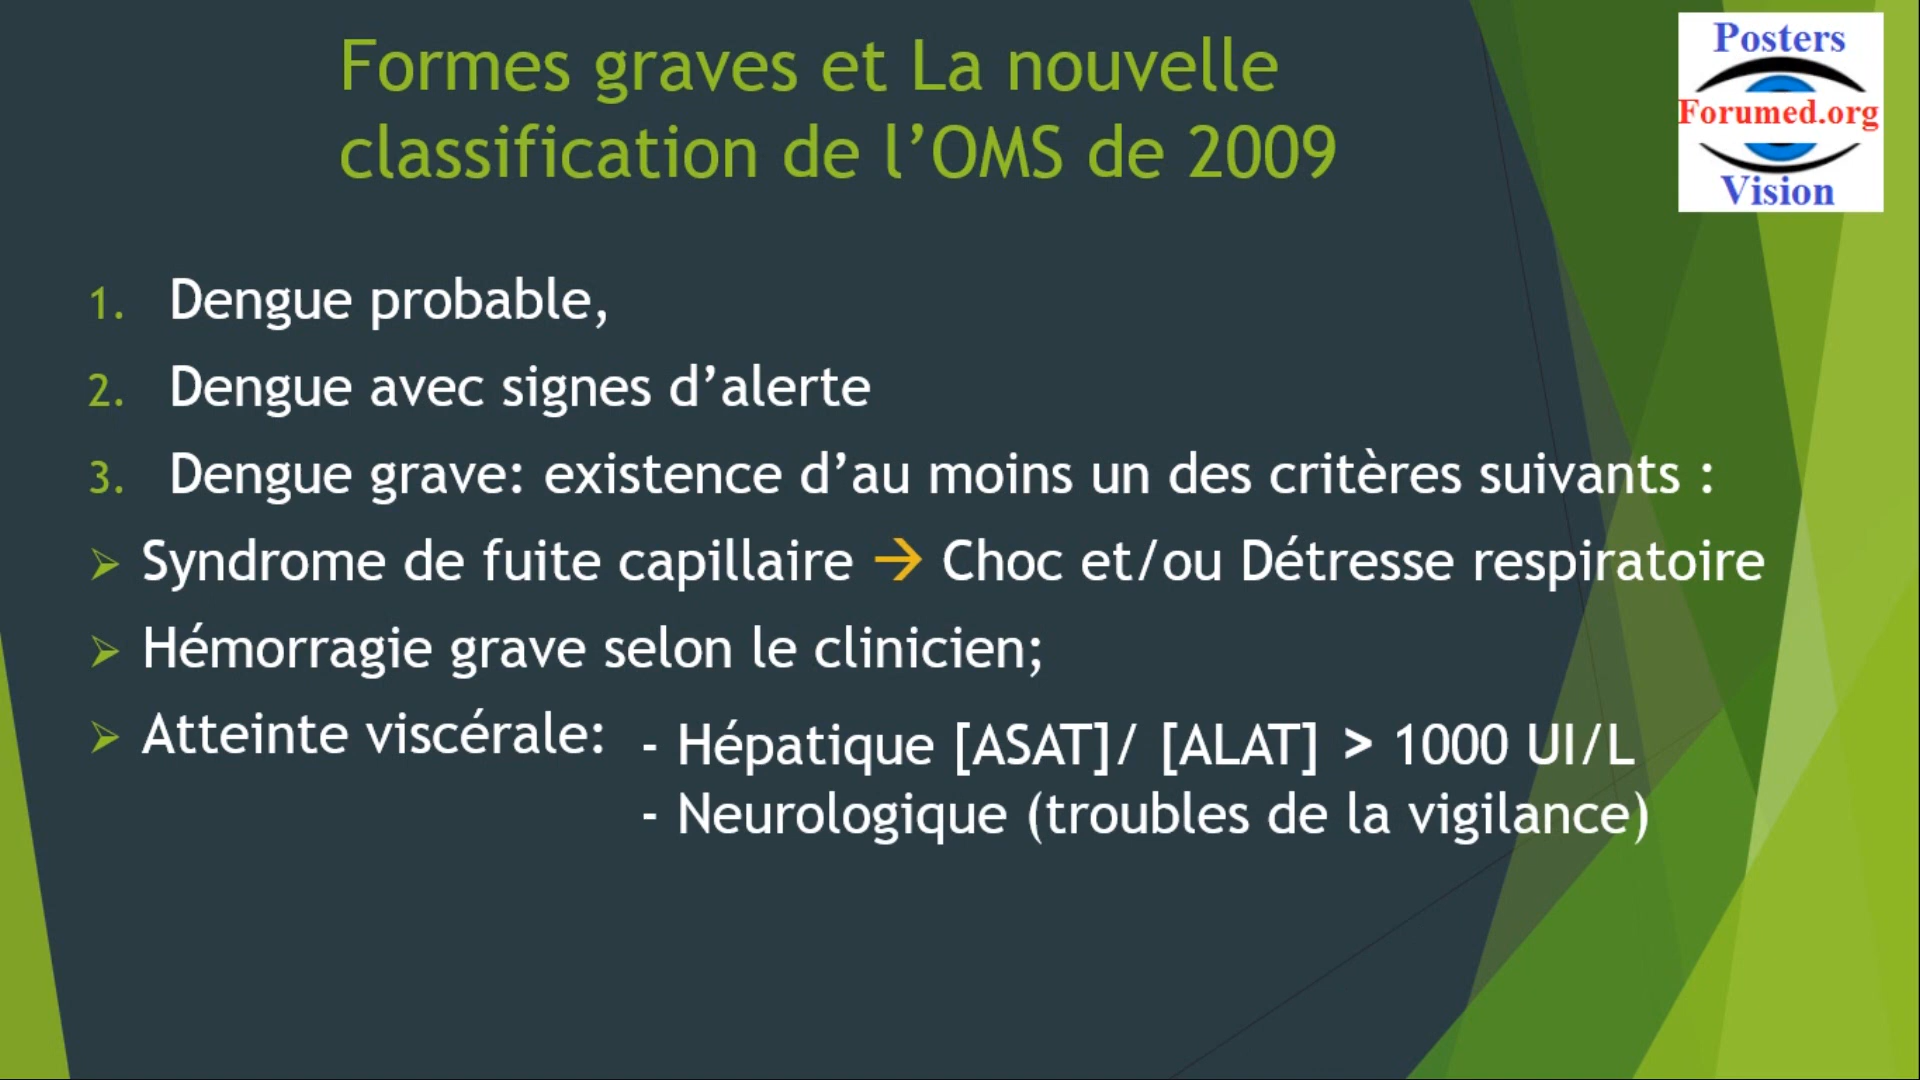 Formes graves et La nouvelle
classification de l’OMS de 2009
Posters
Forumed.org
Vision
1. Dengue probable,
2. Dengue avec signes d’alerte
3. Dengue grave: existence d’au moins un des critères suivants :
➢ Syndrome de fuite capillaire → Choc et/ou Détresse respiratoire
➢ Hémorragie grave selon le clinicien;
➢ Atteinte viscérale: - Hépatique [ASAT]/ [ALAT] > 1000 UI/L
- Neurologique (troubles de la vigilance)